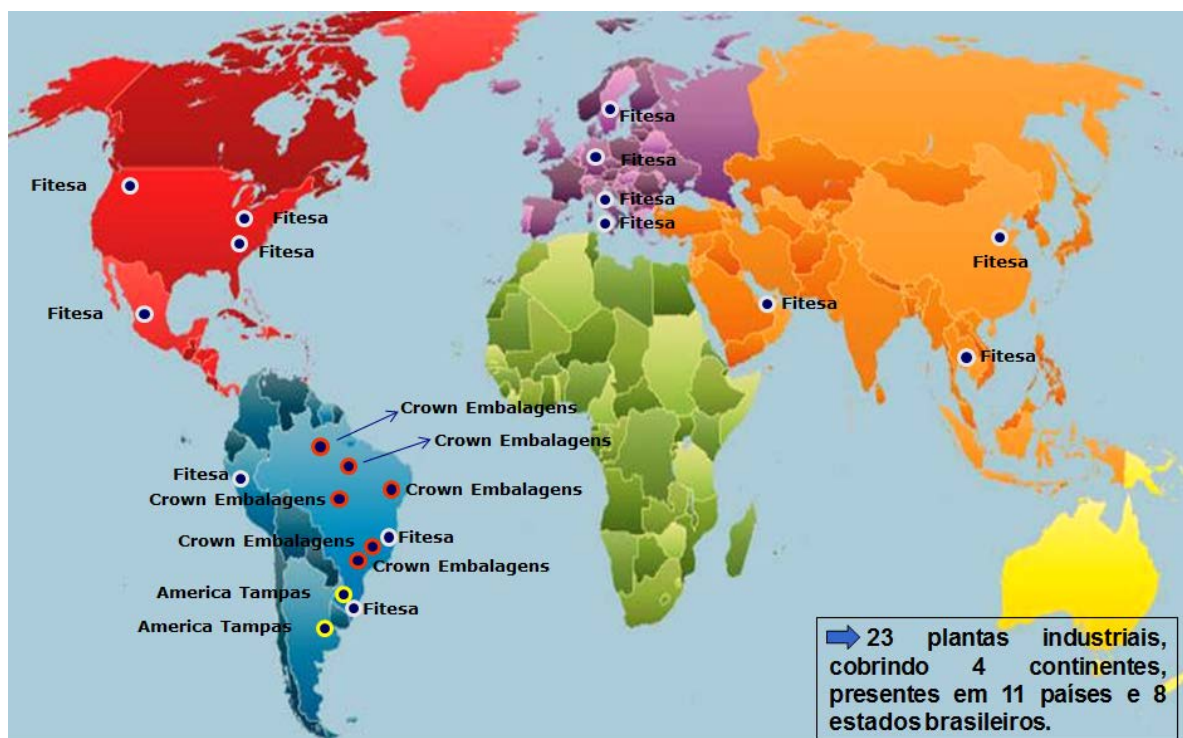 Fitesa
Fitesa
Fitesa
Fitesa
Fitesa
Fitesa
Fitesa
Fitesa
Fitesa
Fitesa
Fitesa
Crown Embalagens
Crown Embalagens
Fitesa
Crown Embalagens
Crown Embalagens
Crown Embalagens
Fitesa
Crown Embalagens
America Tampas
Fitesa
America Tampas
23 plantas industriais,
cobrindo 4 continentes,
presentes em 11 países e 8
estados brasileiros.